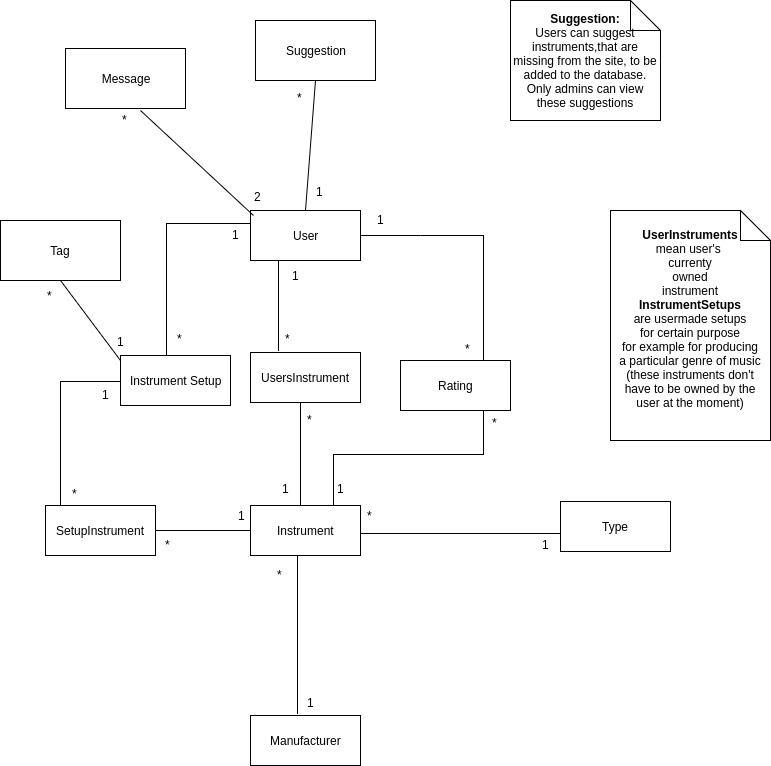 Suggestion:
Users can suggest
instruments,that are
missing from the site, to be
added to the database.
Only admins can view
these suggestions
Suggestion
Message
*
*
2
1
1
User
1
1
UserInstruments
mean user's
currenty
owned
instrument
InstrumentSetups
are usermade setups
for certain purpose
for example for producing
a particular genre of music
(these instruments don't
have to be owned by the
user at the moment)
Tag
*
1
*
*
*
Instrument Setup
1
UsersInstrument
*
Rating
*
*
1
1
1
*
SetupInstrument
*
Instrument
*
1
Type
*
1
Manufacturer